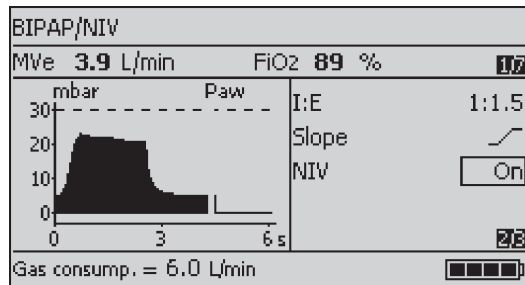 BIPAP/NIV
MVe 3.9 L/min FiO2 89 % 1/7
mbar Paw
30
20
10
0
0 3 6 s
I:E 1:1.5
Slope
NIV On
2/3
Gas consump. = 6.0 L/min